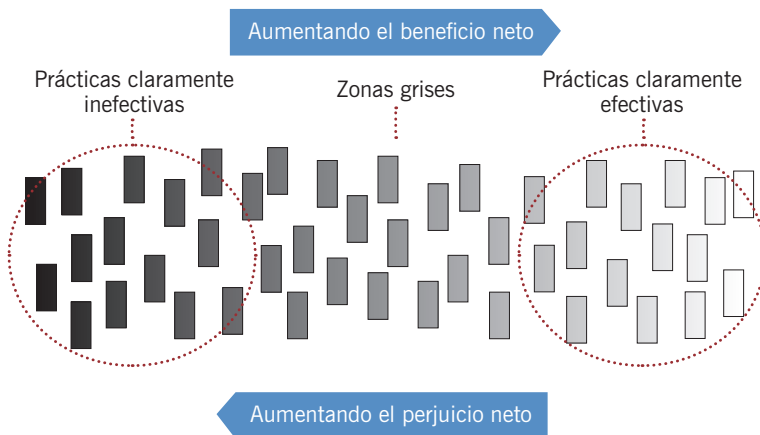 Aumentando el beneficio neto
Prácticas claramente
inefectivas
Zonas grises
Prácticas claramente
efectivas
Aumentando el perjuicio neto